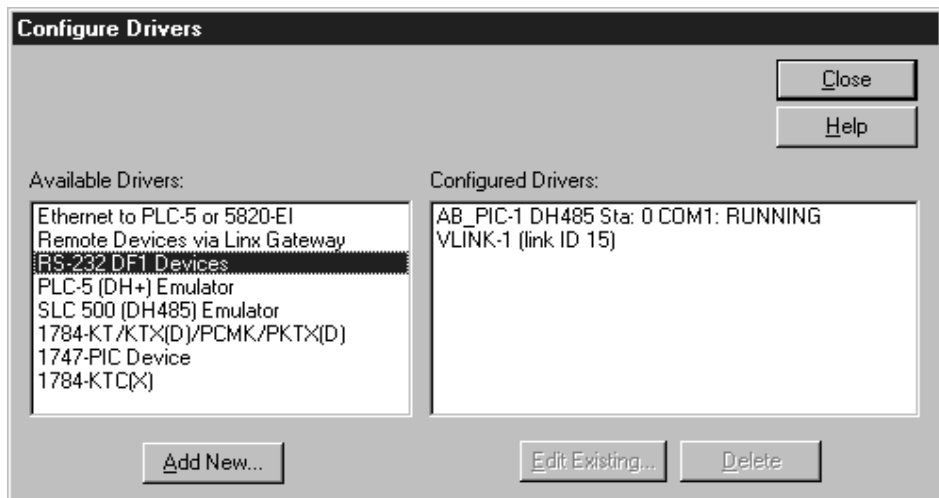 Configure Drivers
Close
Help
Available Drivers:
Ethernet to PLC-5 or 5820-EI
Remote Devices via Linx Gateway
RS-232 DF1 Devices
PLC-5 (DH+) Emulator
SLC 500 (DH485) Emulator
1784-KT/KTX(D)/PCMK/PKTX(D)
1747-PIC Device
1784-KTC(X)
Add New...
Configured Drivers:
AB_PIC-1 DH485 Sta: 0 COM1: RUNNING
VLINK-1 (link ID 15)
Edit Existing...
Delete